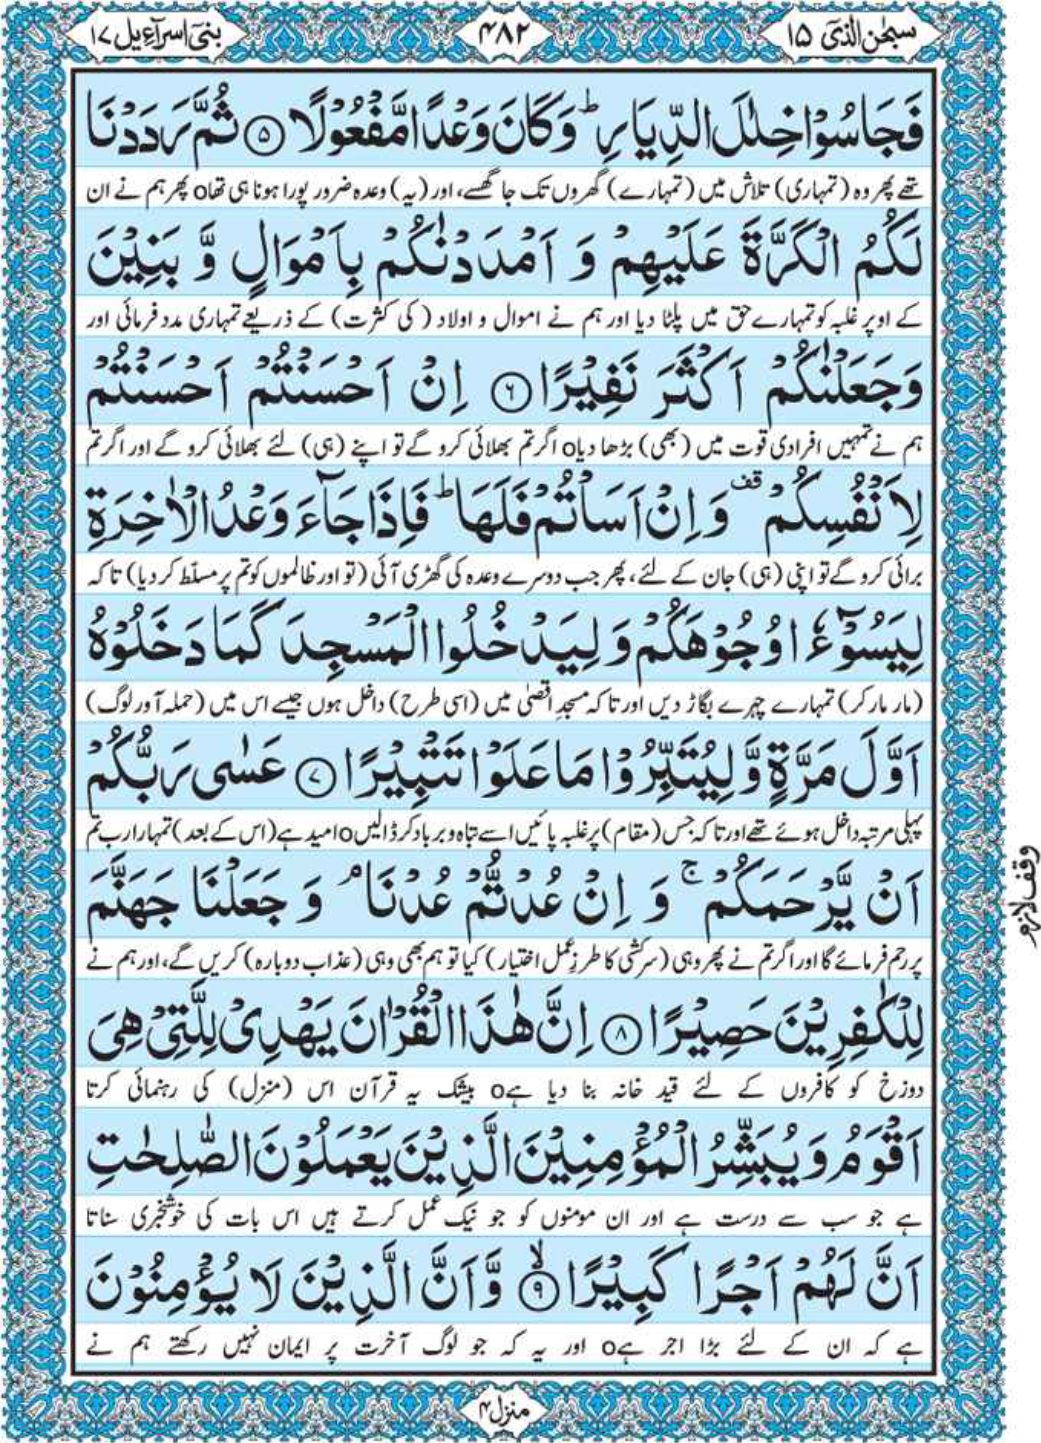 سبحٰن الذی ۱۵
۴۸۲
بنی اسرآءیل ۱۷
فَجَاسُوْا خِلٰلَ الدِّیَارِ ؕ وَ کَانَ وَعْدًا مَّفْعُوْلًا ۝۵ ثُمَّ رَدَدْنَا
تھے پھر وہ (تمہاری) تلاش میں (تمہارے) گھروں تک جا گھسے، اور (یہ) وعدہ ضرور پورا ہونا ہی تھاo پھر ہم نے ان
لَکُمُ الْکَرَّةَ عَلَیْهِمْ وَ اَمْدَدْنٰکُمْ بِاَمْوَالٍ وَّ بَنِیْنَ
کے اوپر غلبہ کو تمہارے حق میں پلٹا دیا اور ہم نے اموال و اولاد (کی کثرت) کے ذریعے تمہاری مدد فرمائی اور
وَجَعَلْنٰکُمْ اَکْثَرَ نَفِیْرًا ۝۶ اِنْ اَحْسَنْتُمْ اَحْسَنْتُمْ
ہم نے تمہیں افرادی قوت میں (بھی) بڑھا دیاo اگر تم بھلائی کرو گے تو اپنے (ہی) لئے بھلائی کرو گے اور اگر تم
لِاَنْفُسِکُمْ ۫ وَ اِنْ اَسَاْتُمْ فَلَهَا ؕ فَاِذَا جَآءَ وَعْدُ الْاٰخِرَةِ
برائی کرو گے تو اپنی (ہی) جان کے لئے، پھر جب دوسرے وعدہ کی گھڑی آئی (تو اور ظالموں کو تم پر مسلّط کر دیا) تاکہ
لِیَسُوْٓءٗا وُجُوْهَکُمْ وَ لِیَدْخُلُوا الْمَسْجِدَ کَمَا دَخَلُوْهُ
(مار مار کر) تمہارے چہرے بگاڑ دیں اور تاکہ مسجدِ اقصٰی میں (اسی طرح) داخل ہوں جیسے اس میں (حملہ آور لوگ)
اَوَّلَ مَرَّةٍ وَّ لِیُتَبِّرُوْا مَا عَلَوْا تَتْبِیْرًا ۝۷ عَسٰی رَبُّکُمْ
پہلی مرتبہ داخل ہوئے تھے اور تاکہ جس (مقام) پر غلبہ پائیں اسے تباہ و برباد کر ڈالیںo امید ہے (اس کے بعد) تمہارا رب تم
اَنْ یَّرْحَمَکُمْ ۚ وَ اِنْ عُدْتُّمْ عُدْنَا ۘ وَ جَعَلْنَا جَهَنَّمَ
پر رحم فرمائے گا اور اگر تم نے پھر وہی (سرکشی کا طرزِ عمل اختیار) کیا تو ہم بھی وہی (عذاب دوبارہ) کریں گے، اور ہم نے
وقف لازم
لِلْکٰفِرِیْنَ حَصِیْرًا ۝۸ اِنَّ هٰذَا الْقُرْاٰنَ یَهْدِیْ لِلَّتِیْ هِیَ
دوزخ کو کافروں کے لئے قید خانہ بنا دیا ہےo بیشک یہ قرآن اس (منزل) کی رہنمائی کرتا
اَقْوَمُ وَ یُبَشِّرُ الْمُؤْمِنِیْنَ الَّذِیْنَ یَعْمَلُوْنَ الصّٰلِحٰتِ
ہے جو سب سے درست ہے اور ان مومنوں کو جو نیک عمل کرتے ہیں اس بات کی خوشخبری سناتا
اَنَّ لَهُمْ اَجْرًا کَبِیْرًا ۝۹ۙ وَّ اَنَّ الَّذِیْنَ لَا یُؤْمِنُوْنَ
ہے کہ ان کے لئے بڑا اجر ہےo اور یہ کہ جو لوگ آخرت پر ایمان نہیں رکھتے ہم نے
منزل ۴